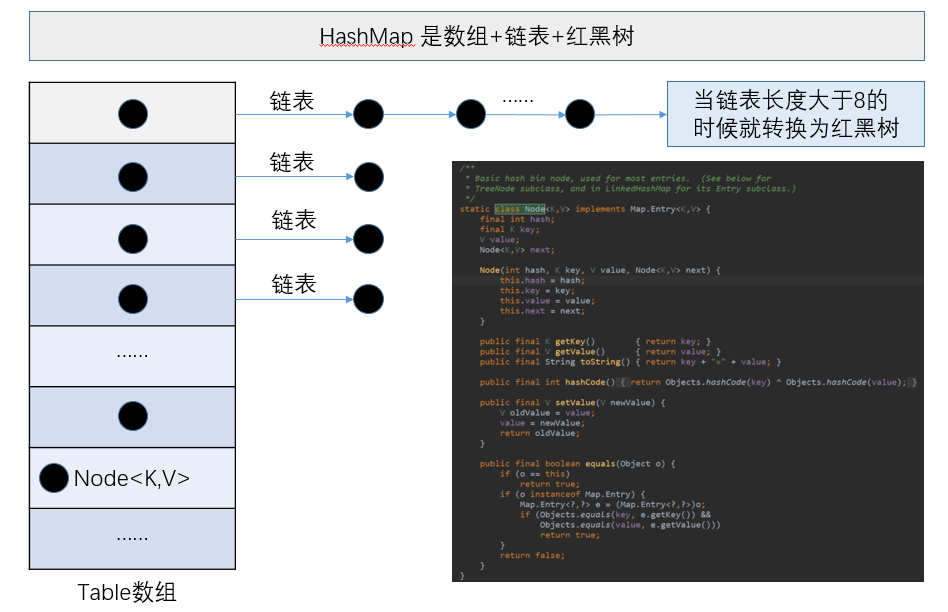 HashMap 是数组+链表+红黑树
链表
……
当链表长度大于8的
时候就转换为红黑树
链表
链表
链表
……
Node<K,V>
……
Table数组
/**
 * Basic hash bin node, used for most entries.  (See below for
 * TreeNode subclass, and in LinkedHashMap for its Entry subclass.)
 */
static class Node<K,V> implements Map.Entry<K,V> {
    final int hash;
    final K key;
    V value;
    Node<K,V> next;
    Node(int hash, K key, V value, Node<K,V> next) {
        this.hash = hash;
        this.key = key;
        this.value = value;
        this.next = next;
    }
    public final K getKey()        { return key; }
    public final V getValue()      { return value; }
    public final String toString() { return key + "=" + value; }
    public final int hashCode() { return Objects.hashCode(key) ^ Objects.hashCode(value); }
    public final V setValue(V newValue) {
        V oldValue = value;
        value = newValue;
        return oldValue;
    }
    public final boolean equals(Object o) {
        if (o == this)
            return true;
        if (o instanceof Map.Entry) {
            Map.Entry<?,?> e = (Map.Entry<?,?>)o;
            if (Objects.equals(key, e.getKey()) &&
                Objects.equals(value, e.getValue()))
                return true;
        }
        return false;
    }
}